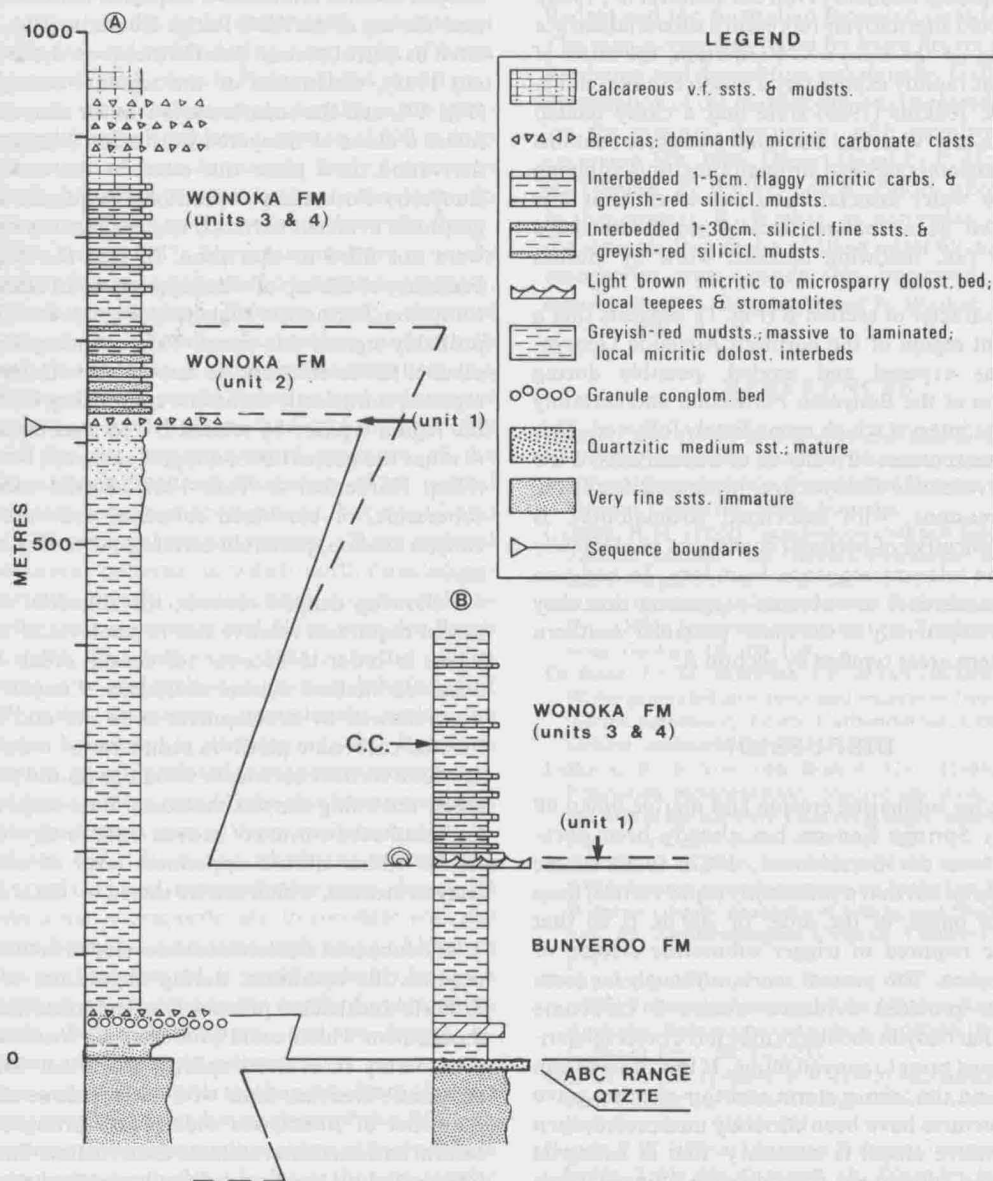 Ⓐ
1000
WONOKA FM
(units 3 & 4)
WONOKA FM
(unit 2)
(unit 1)
METRES
500
0
LEGEND
Calcareous v.f. ssts. & mudsts.
Breccias; dominantly micritic carbonate clasts
Interbedded 1-5cm. flaggy micritic carbs. &
greyish-red silicicl. mudsts.
Interbedded 1-30cm. silicicl. fine ssts. &
greyish-red silicicl. mudsts.
Light brown micritic to microsparry dolost. bed;
local teepees & stromatolites
Greyish-red mudsts.; massive to laminated;
local micritic dolost. interbeds
Granule conglom bed
Quartzitic medium sst.; mature
Very fine ssts. immature
Sequence boundaries
Ⓑ
C.C.
WONOKA FM
(units 3 & 4)
(unit 1)
BUNYEROO FM
ABC RANGE
QTZTE